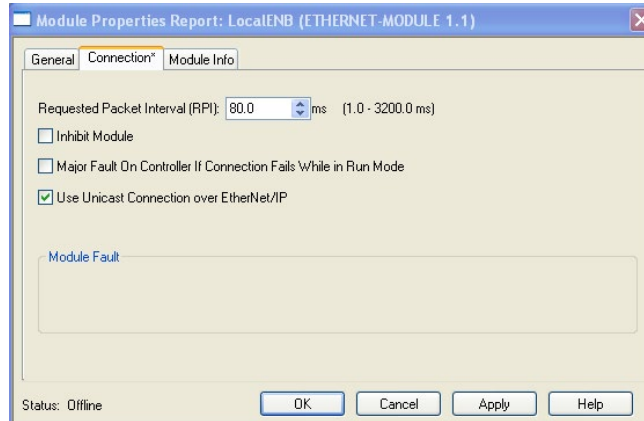 Module Properties Report: LocalENB (ETHERNET-MODULE 1.1)
General Connection* Module Info
Requested Packet Interval (RPI): 80.0 ms (1.0 - 3200.0 ms)
Inhibit Module
Major Fault On Controller If Connection Fails While in Run Mode
Use Unicast Connection over EtherNet/IP
Module Fault
Status: Offline OK Cancel Apply Help